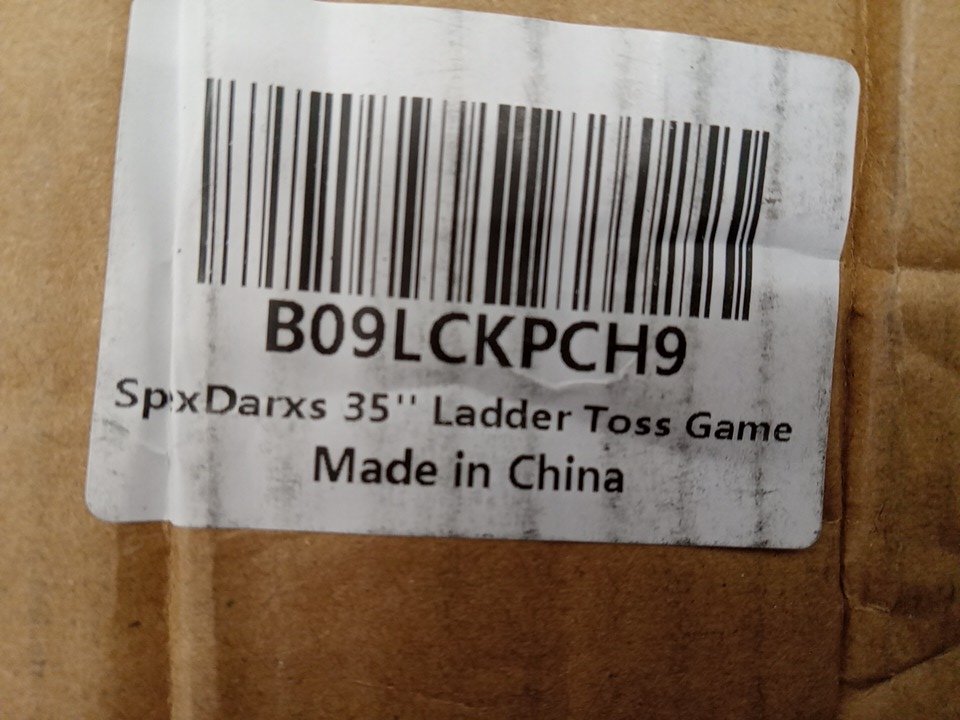 B09LCKPCH9
SpxDarxs 35'' Ladder Toss Game
Made in China